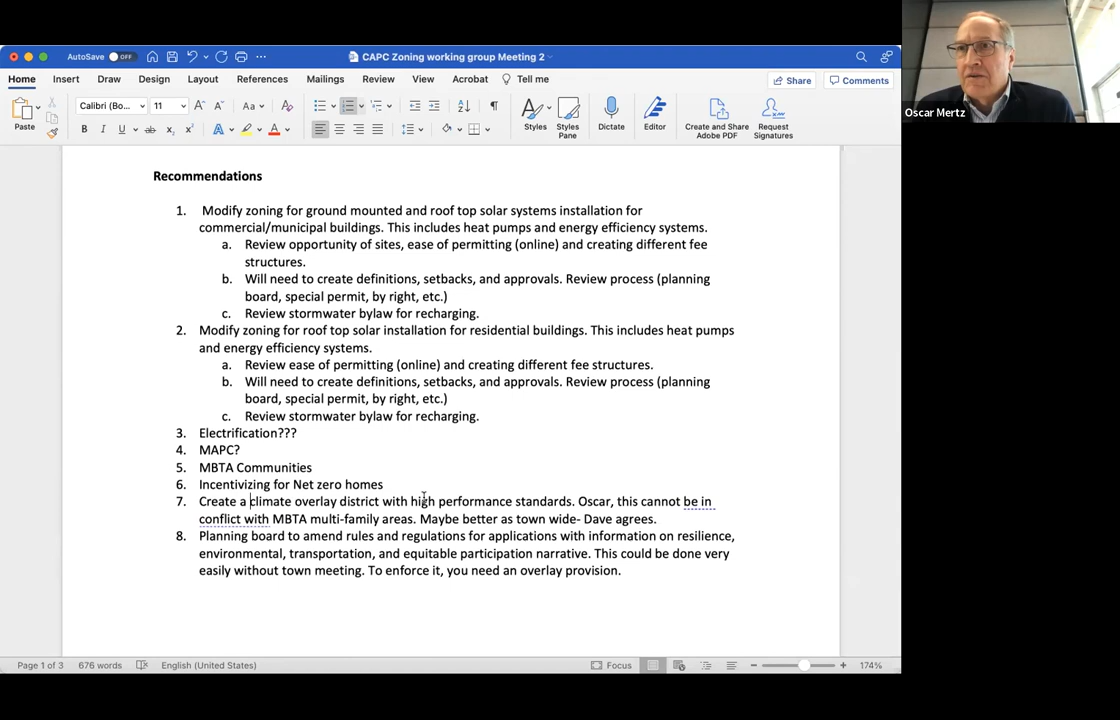 AutoSave OFF
CAPC Zoning working group Meeting 2
Home Insert Draw Design Layout References Mailings Review View Acrobat Tell me
Share Comments
Paste
Calibri (Bo... 11
Aa
B I U ab x₂ x²
A A
Styles
Styles Pane
Dictate
Editor
Create and Share Adobe PDF
Request Signatures
Oscar Mertz
Recommendations
1. Modify zoning for ground mounted and roof top solar systems installation for
commercial/municipal buildings. This includes heat pumps and energy efficiency systems.
a. Review opportunity of sites, ease of permitting (online) and creating different fee
structures.
b. Will need to create definitions, setbacks, and approvals. Review process (planning
board, special permit, by right, etc.)
c. Review stormwater bylaw for recharging.
2. Modify zoning for roof top solar installation for residential buildings. This includes heat pumps
and energy efficiency systems.
a. Review ease of permitting (online) and creating different fee structures.
b. Will need to create definitions, setbacks, and approvals. Review process (planning
board, special permit, by right, etc.)
c. Review stormwater bylaw for recharging.
3. Electrification???
4. MAPC?
5. MBTA Communities
6. Incentivizing for Net zero homes
7. Create a climate overlay district with high performance standards. Oscar, this cannot be in
conflict with MBTA multi-family areas. Maybe better as town wide- Dave agrees.
8. Planning board to amend rules and regulations for applications with information on resilience,
environmental, transportation, and equitable participation narrative. This could be done very
easily without town meeting. To enforce it, you need an overlay provision.
Page 1 of 3 676 words English (United States) Focus 174%